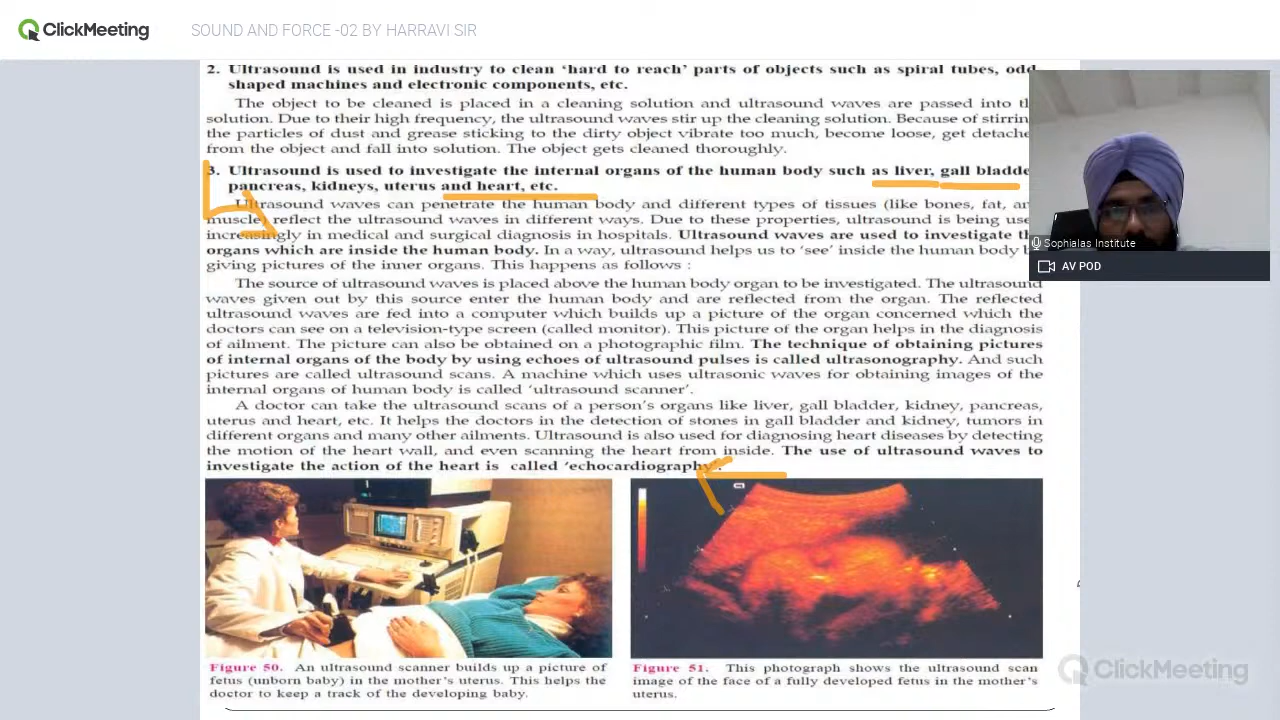 ClickMeeting
SOUND AND FORCE -02 BY HARRAVI SIR
2. Ultrasound is used in industry to clean ‘hard to reach’ parts of objects such as spiral tubes, odd
shaped machines and electronic components, etc.
The object to be cleaned is placed in a cleaning solution and ultrasound waves are passed into th
solution. Due to their high frequency, the ultrasound waves stir up the cleaning solution. Because of stirrin
the particles of dust and grease sticking to the dirty object vibrate too much, become loose, get detache
from the object and fall into solution. The object gets cleaned thoroughly.
3. Ultrasound is used to investigate the internal organs of the human body such as liver, gall bladde
pancreas, kidneys, uterus and heart, etc.
Ultrasound waves can penetrate the human body and different types of tissues (like bones, fat, an
muscle) reflect the ultrasound waves in different ways. Due to these properties, ultrasound is being use
increasingly in medical and surgical diagnosis in hospitals. Ultrasound waves are used to investigate th
organs which are inside the human body. In a way, ultrasound helps us to ‘see’ inside the human body b
giving pictures of the inner organs. This happens as follows :
The source of ultrasound waves is placed above the human body organ to be investigated. The ultrasound
waves given out by this source enter the human body and are reflected from the organ. The reflected
ultrasound waves are fed into a computer which builds up a picture of the organ concerned which the
doctors can see on a television-type screen (called monitor). This picture of the organ helps in the diagnosis
of ailment. The picture can also be obtained on a photographic film. The technique of obtaining pictures
of internal organs of the body by using echoes of ultrasound pulses is called ultrasonography. And such
pictures are called ultrasound scans. A machine which uses ultrasonic waves for obtaining images of the
internal organs of human body is called ‘ultrasound scanner’.
A doctor can take the ultrasound scans of a person’s organs like liver, gall bladder, kidney, pancreas,
uterus and heart, etc. It helps the doctors in the detection of stones in gall bladder and kidney, tumors in
different organs and many other ailments. Ultrasound is also used for diagnosing heart diseases by detecting
the motion of the heart wall, and even scanning the heart from inside. The use of ultrasound waves to
investigate the action of the heart is called ‘echocardiography’.
Figure 50. An ultrasound scanner builds up a picture of
fetus (unborn baby) in the mother’s uterus. This helps the
doctor to keep a track of the developing baby.
Figure 51. This photograph shows the ultrasound scan
image of the face of a fully developed fetus in the mother’s
uterus.
Sophialas Institute
AV POD
ClickMeeting